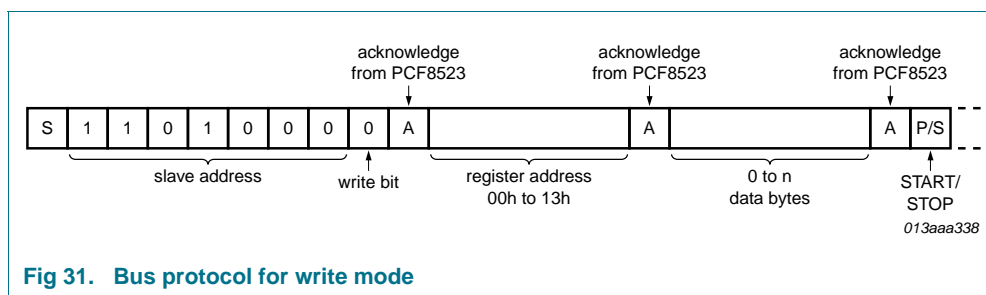 acknowledge
from PCF8523
acknowledge
from PCF8523
acknowledge
from PCF8523
S 1 1 0 1 0 0 0 0 A A A P/S
slave address
write bit
register address
00h to 13h
0 to n
data bytes
START/
STOP
013aaa338
Fig 31. Bus protocol for write mode